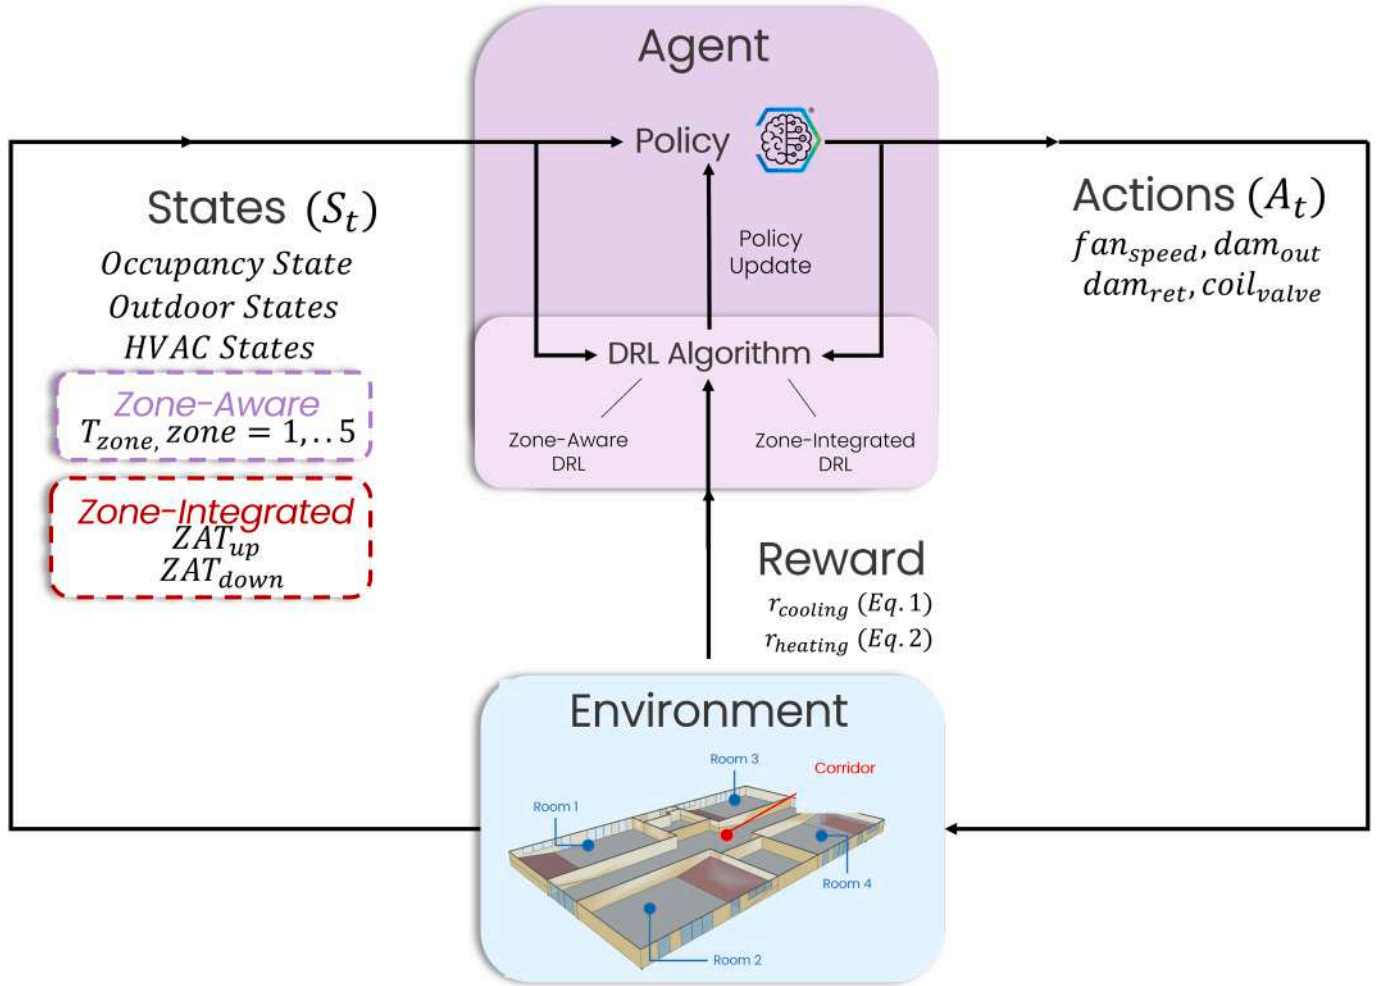 Agent
Policy
®
States (Sₜ)
Occupancy State
Outdoor States
HVAC States
Zone-Aware
T_zone, zone = 1,..5
Zone-Integrated
ZAT_up
ZAT_down
Policy
Update
DRL Algorithm
Zone-Aware
DRL
Zone-Integrated
DRL
Actions (Aₜ)
fan_speed, dam_out
dam_ret, coil_valve
Reward
r_cooling (Eq. 1)
r_heating (Eq. 2)
Environment
Room 3
Corridor
Room 1
Room 4
Room 2